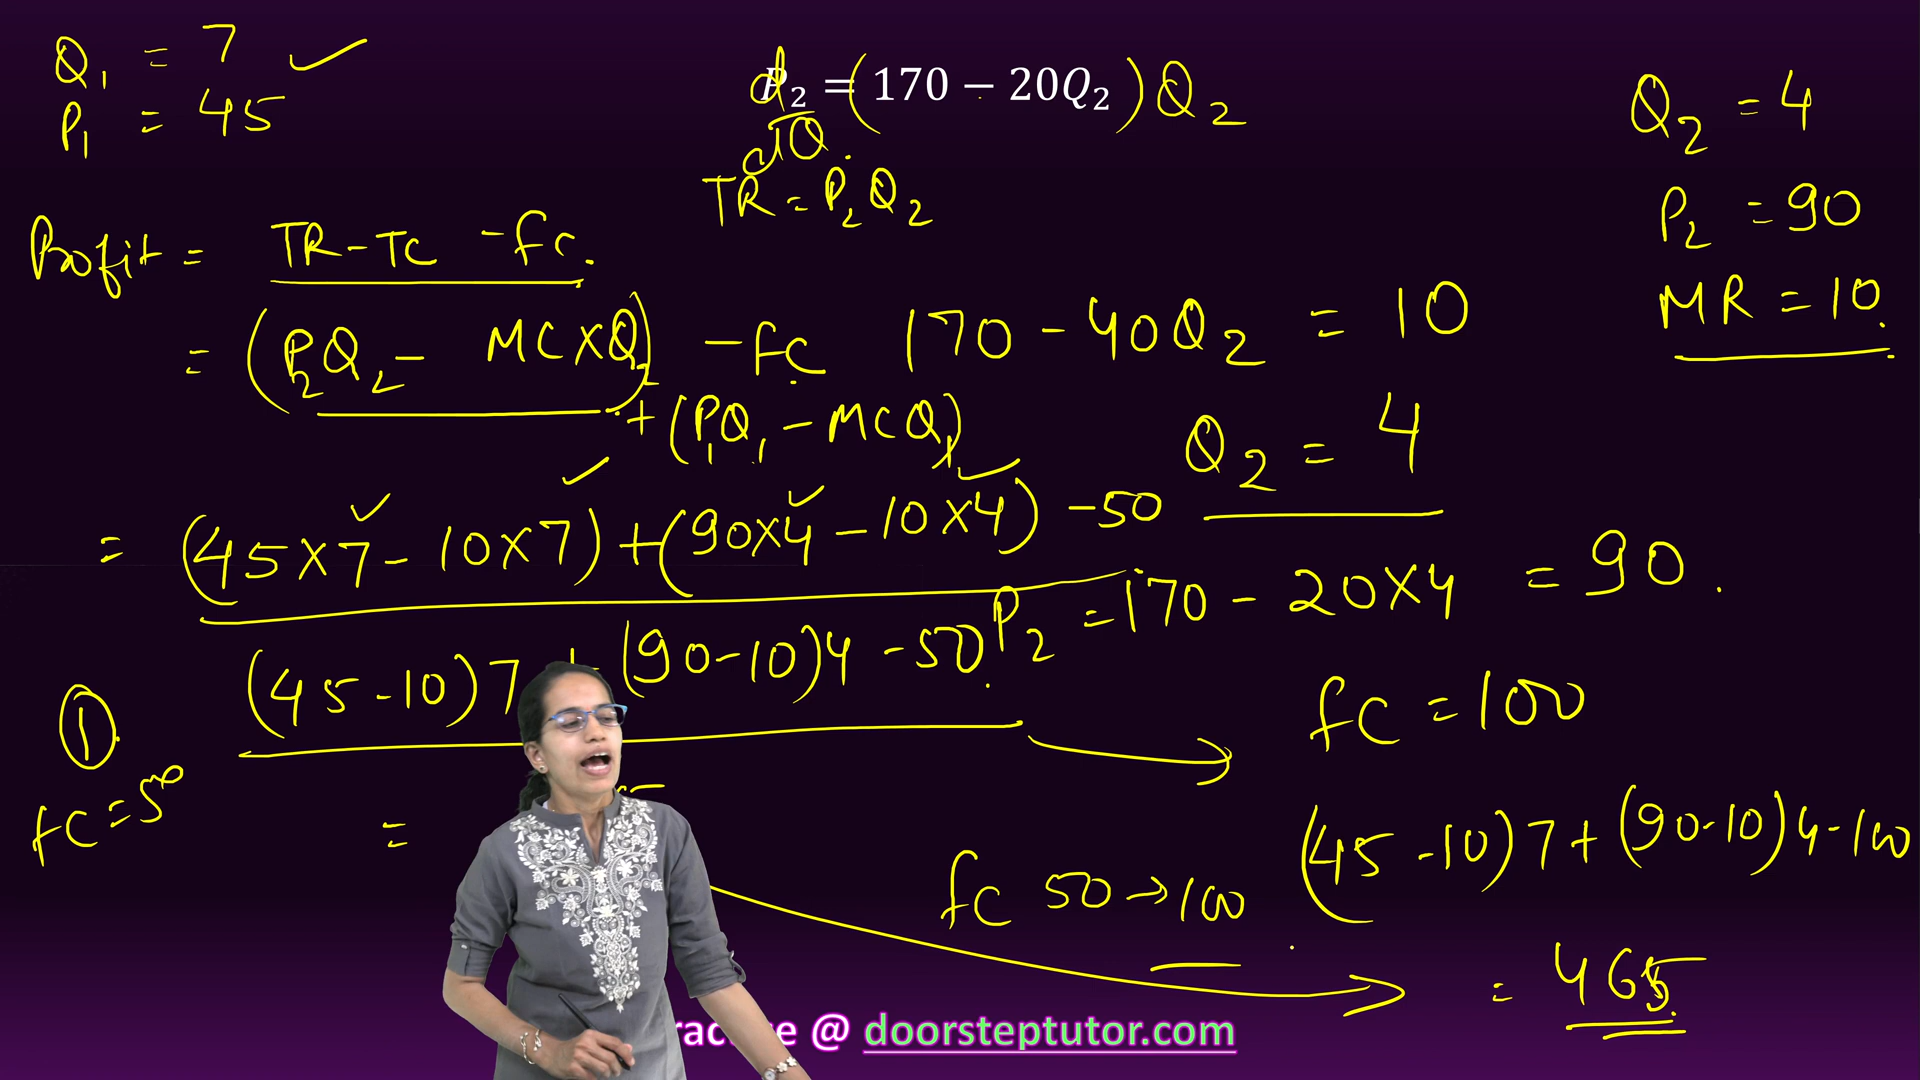 Q₁ = 7 ✓
P₁ = 45
P₂ = (170 − 20Q₂) Q₂
d
dQ
TR = P₂ Q₂
Q₂ = 4
P₂ = 90
MR = 10
Profit = TR - TC - fc.
= (P₂Q₂ - MC×Q₂) - fc
+ (P₁Q₁ - MCQ₁)
170 - 40Q₂ = 10
Q₂ = 4
= (45×7 - 10×7) + (90×4 - 10×4) - 50
P₂ = 170 - 20×4 = 90.
(45-10)7 + (90-10)4 - 50.
①
fc = 50
=
fc = 100
(45-10)7 + (90-10)4 - 100
fc 50 → 100
= 465
@ doorsteptutor.com